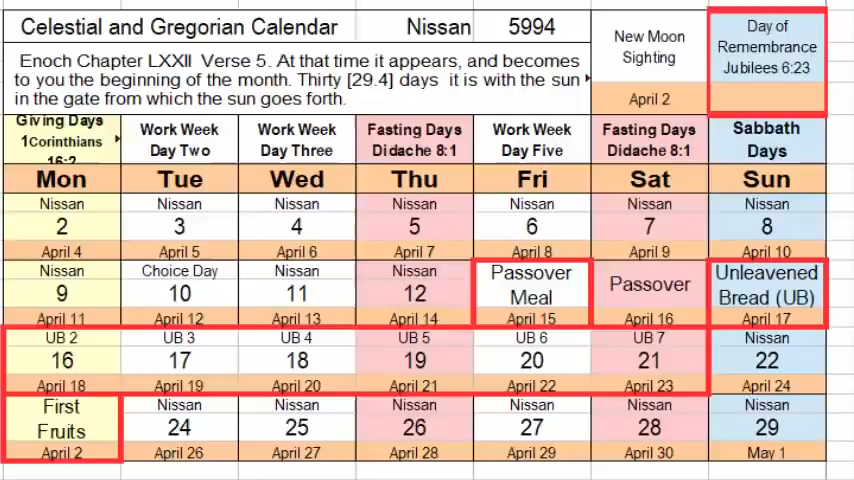 Celestial and Gregorian Calendar Nissan 5994
New Moon
Sighting
April 2
Day of
Remembrance
Jubilees 6:23
Enoch Chapter LXXII Verse 5. At that time it appears, and becomes
to you the beginning of the month. Thirty [29.4] days it is with the sun
in the gate from which the sun goes forth.
Giving Days
1Corinthians
16:2
Work Week
Day Two
Work Week
Day Three
Fasting Days
Didache 8:1
Work Week
Day Five
Fasting Days
Didache 8:1
Sabbath
Days
Mon Tue Wed Thu Fri Sat Sun
Nissan Nissan Nissan Nissan Nissan Nissan Nissan
2 3 4 5 6 7 8
April 4 April 5 April 6 April 7 April 8 April 9 April 10
Nissan Choice Day Nissan Nissan Passover Meal Passover Unleavened Bread (UB)
9 10 11 12
April 11 April 12 April 13 April 14 April 15 April 16 April 17
UB 2 UB 3 UB 4 UB 5 UB 6 UB 7 Nissan
16 17 18 19 20 21 22
April 18 April 19 April 20 April 21 April 22 April 23 April 24
First Fruits Nissan Nissan Nissan Nissan Nissan Nissan
24 25 26 27 28 29
April 2 April 26 April 27 April 28 April 29 April 30 May 1